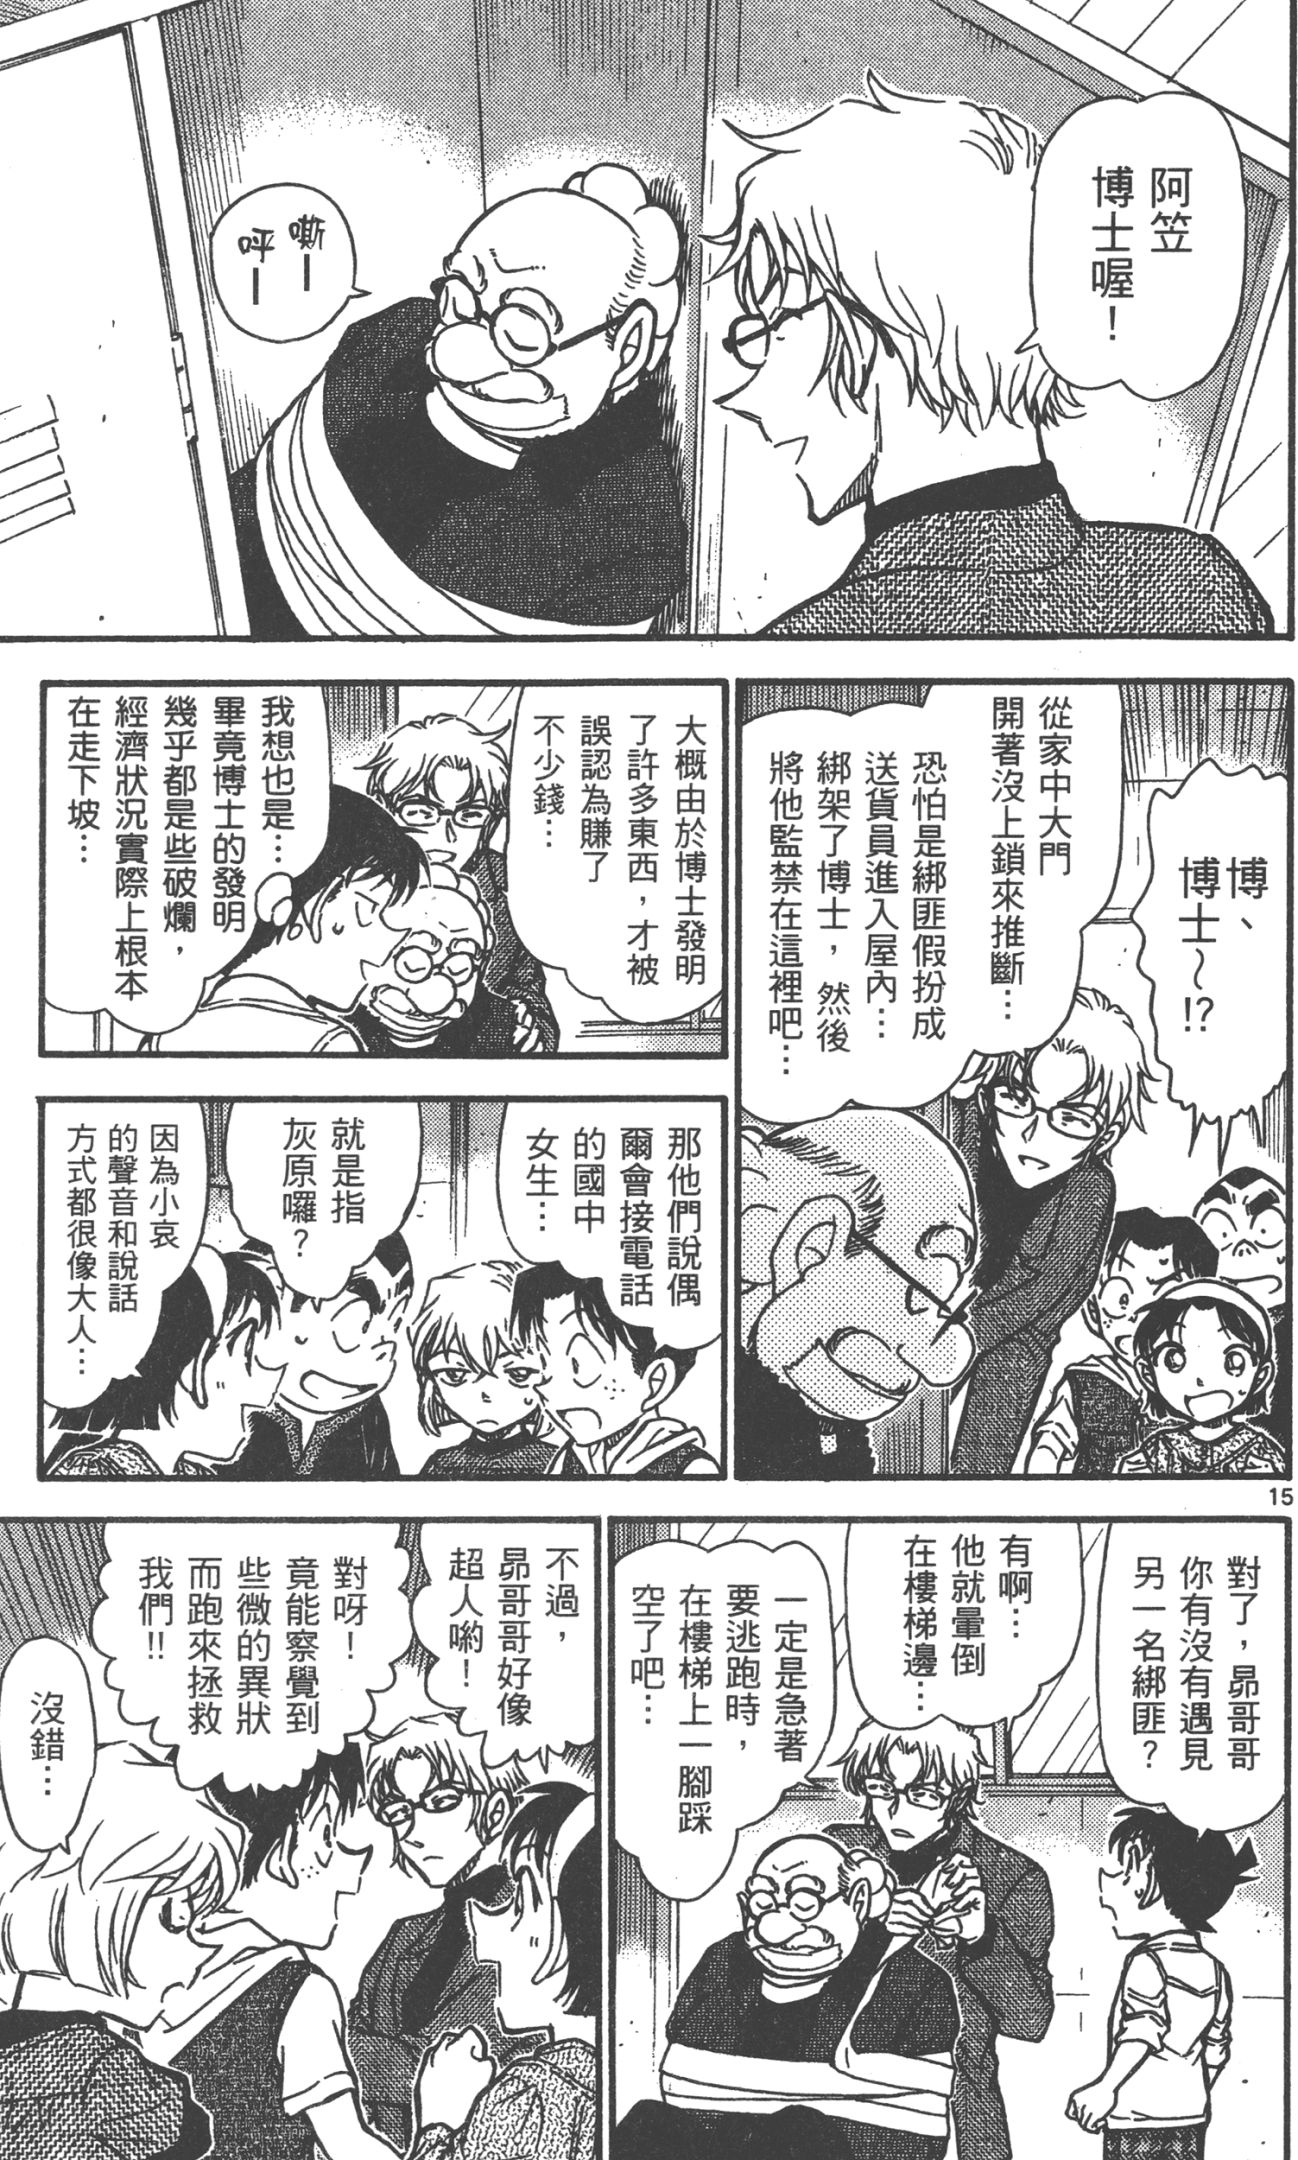 阿笠
博士喔！
嘶—
呼—
博、
博士～!?
從家中大門
開著沒上鎖來推斷…
恐怕是綁匪假扮成
送貨員進入屋內…
綁架了博士，然後
將他監禁在這裡吧…
大概由於博士發明
了許多東西，才被
誤認為賺了
不少錢…
我想也是…
畢竟博士的發明
幾乎都是些破爛，
經濟狀況實際上根本
在走下坡…
那他們說偶
爾會接電話
的國中
女生…
就是指
灰原囉？
因為小哀
的聲音和說話
方式都很像大人…
15
對了，昴哥哥
你有沒有遇見
另一名綁匪？
有啊…
他就暈倒
在樓梯邊…
一定是急著
要逃跑時，
在樓梯上一腳踩
空了吧…
不過，
昴哥哥好像
超人喲！
對呀！
竟能察覺到
些微的異狀
而跑來拯救
我們!!
沒錯…